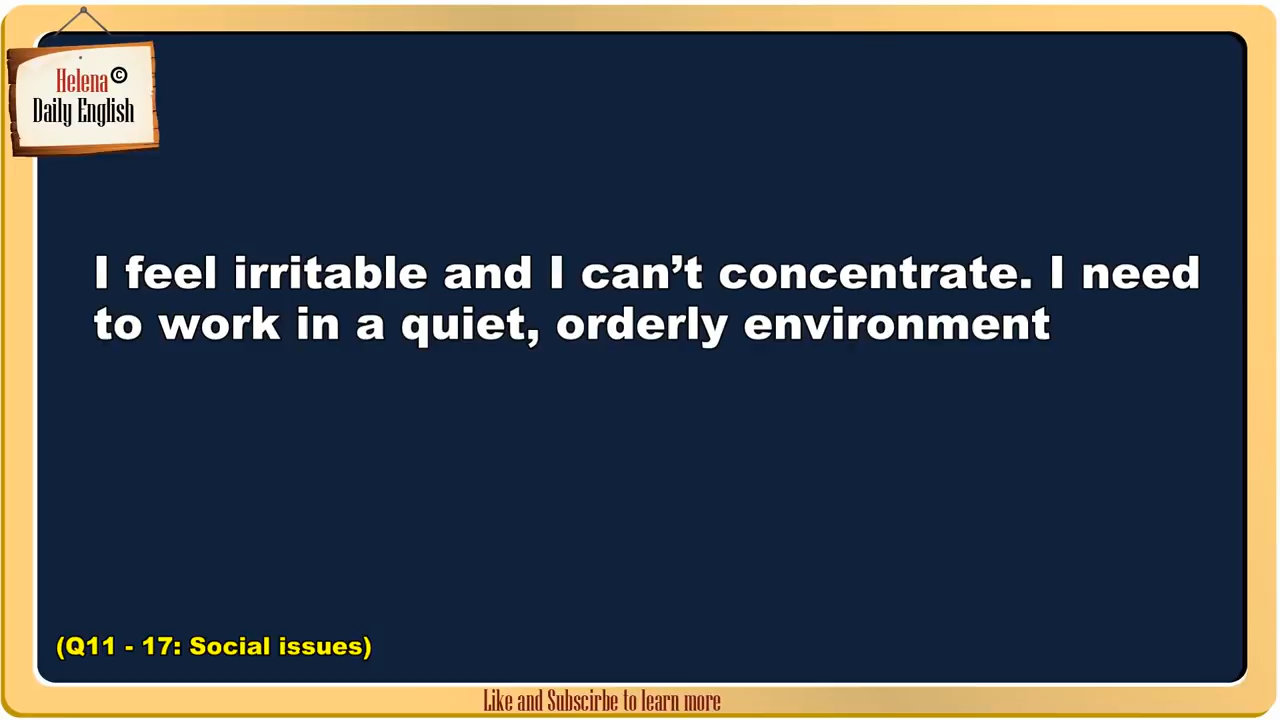 Helena©
Daily English
I feel irritable and I can’t concentrate. I need
to work in a quiet, orderly environment
(Q11 - 17: Social issues)
Like and Subscirbe to learn more